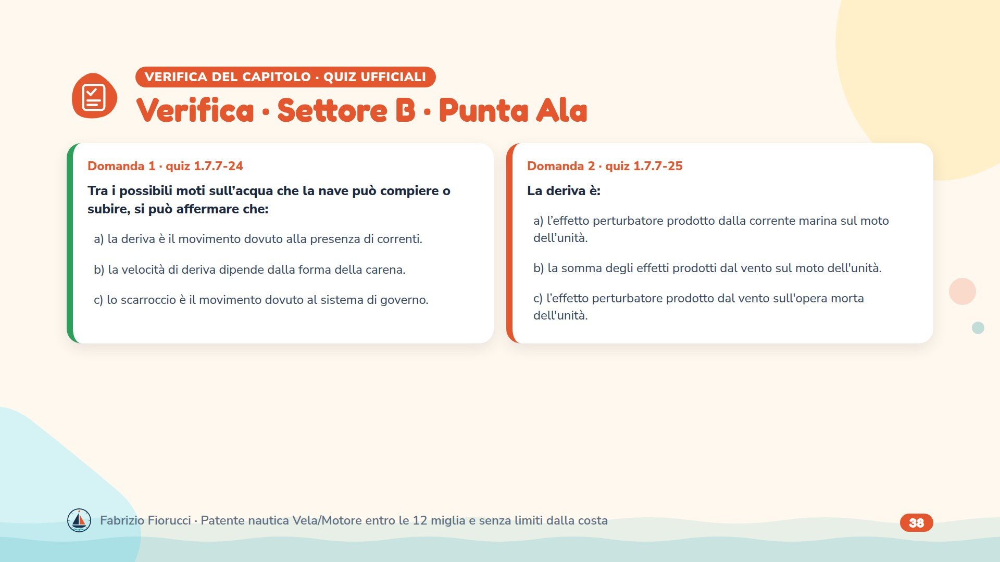 VERIFICA DEL CAPITOLO · QUIZ UFFICIALI
Verifica · Settore B · Punta Ala
Domanda 1 · quiz 1.7.7-24
Tra i possibili moti sull’acqua che la nave può compiere o
subire, si può affermare che:
a) la deriva è il movimento dovuto alla presenza di correnti.
b) la velocità di deriva dipende dalla forma della carena.
c) lo scarroccio è il movimento dovuto al sistema di governo.
Domanda 2 · quiz 1.7.7-25
La deriva è:
a) l’effetto perturbatore prodotto dalla corrente marina sul moto
dell’unità.
b) la somma degli effetti prodotti dal vento sul moto dell'unità.
c) l’effetto perturbatore prodotto dal vento sull'opera morta
dell'unità.
Fabrizio Fiorucci · Patente nautica Vela/Motore entro le 12 miglia e senza limiti dalla costa
38